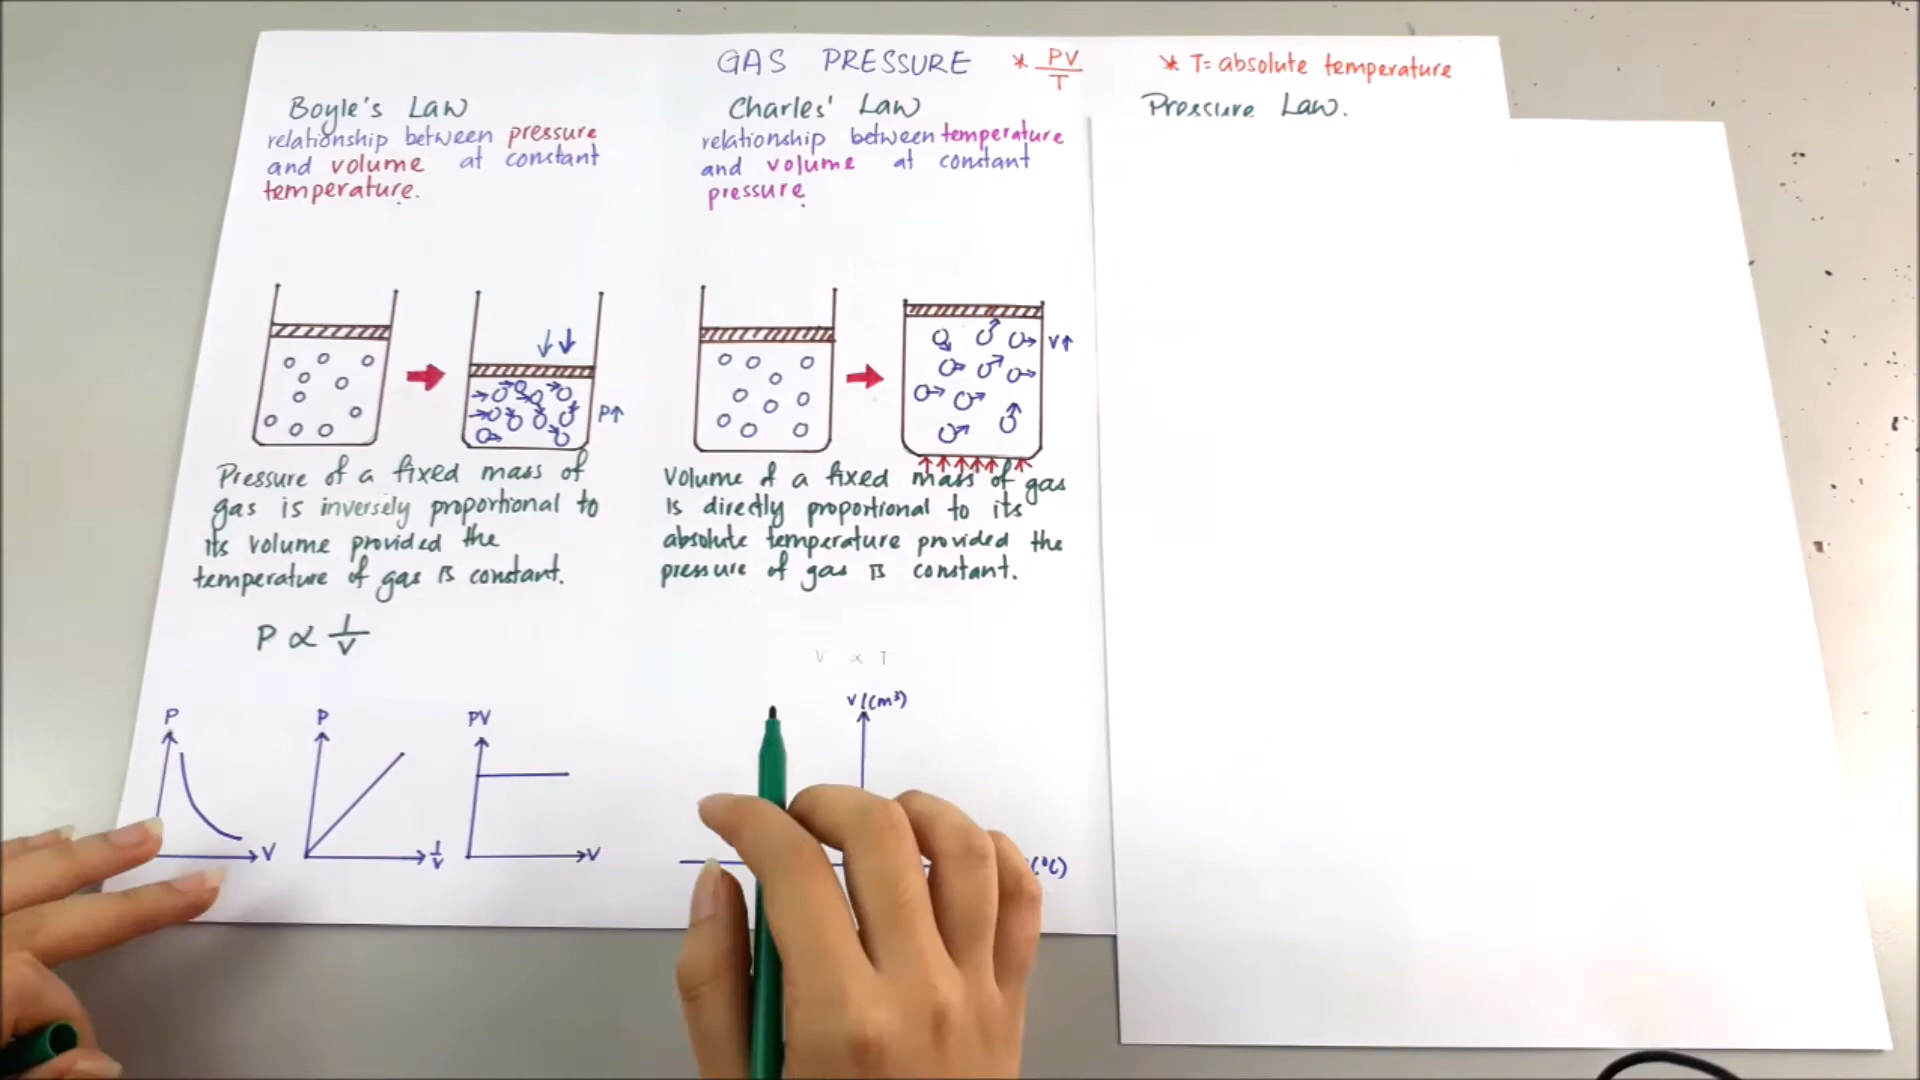 GAS PRESSURE * PV/T * T = absolute temperature
Boyle's Law
relationship between pressure
and volume at constant
temperature.
P↑
Pressure of a fixed mass of
gas is inversely proportional to
its volume provided the
temperature of gas is constant.
P ∝ 1/V
P
V
P
1/V
PV
V
Charles' Law
relationship between temperature
and volume at constant
pressure.
V↑
Volume of a fixed mass of gas
is directly proportional to its
absolute temperature provided the
pressure of gas is constant.
V ∝ T
V/(m³)
(°C)
Pressure Law.